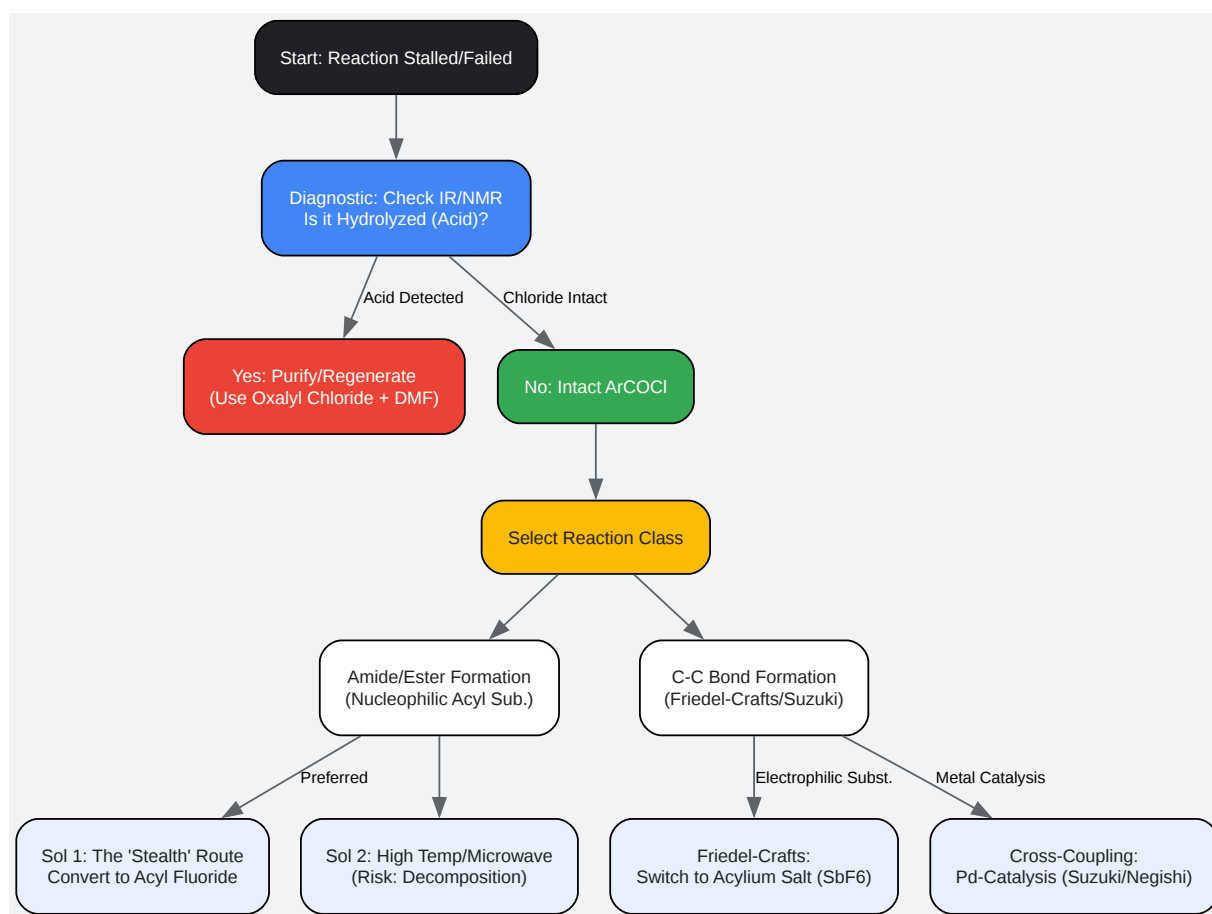 Start: Reaction Stalled/Failed
Diagnostic: Check IR/NMR
Is it Hydrolyzed (Acid)?
Acid Detected
Chloride Intact
Yes: Purify/Regenerate
(Use Oxalyl Chloride + DMF)
No: Intact ArCOCl
Select Reaction Class
Amide/Ester Formation
(Nucleophilic Acyl Sub.)
C-C Bond Formation
(Friedel-Crafts/Suzuki)
Preferred
Electrophilic Subst.
Metal Catalysis
Sol 1: The 'Stealth' Route
Convert to Acyl Fluoride
Sol 2: High Temp/Microwave
(Risk: Decomposition)
Friedel-Crafts:
Switch to Acylium Salt (SbF6)
Cross-Coupling:
Pd-Catalysis (Suzuki/Negishi)